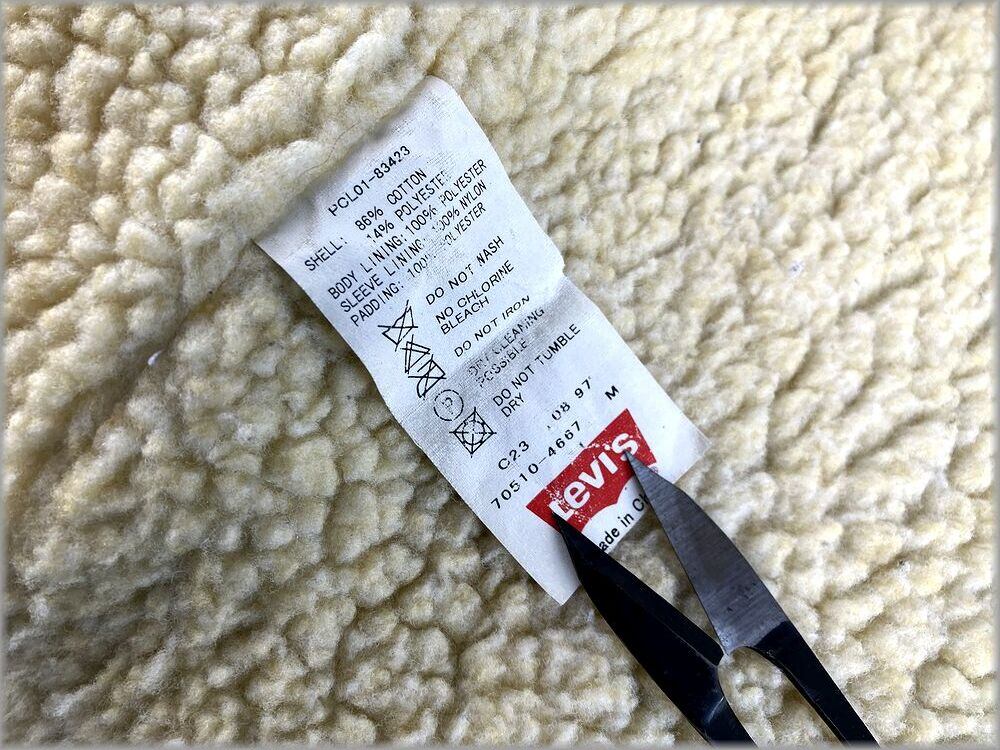 PCL01-83423
SHELL: 86% COTTON
14% POLYESTER
BODY LINING:100% POLYESTER
SLEEVE LINING: 100% NYLON
PADDING: 100% POLYESTER
DO NOT WASH
NO CHLORINE
BLEACH
DO NOT IRON
DRY CLEANING
POSSIBLE
P
DO NOT TUMBLE
DRY
C23 08 97 M
70510-4667
Levi's
ade in C